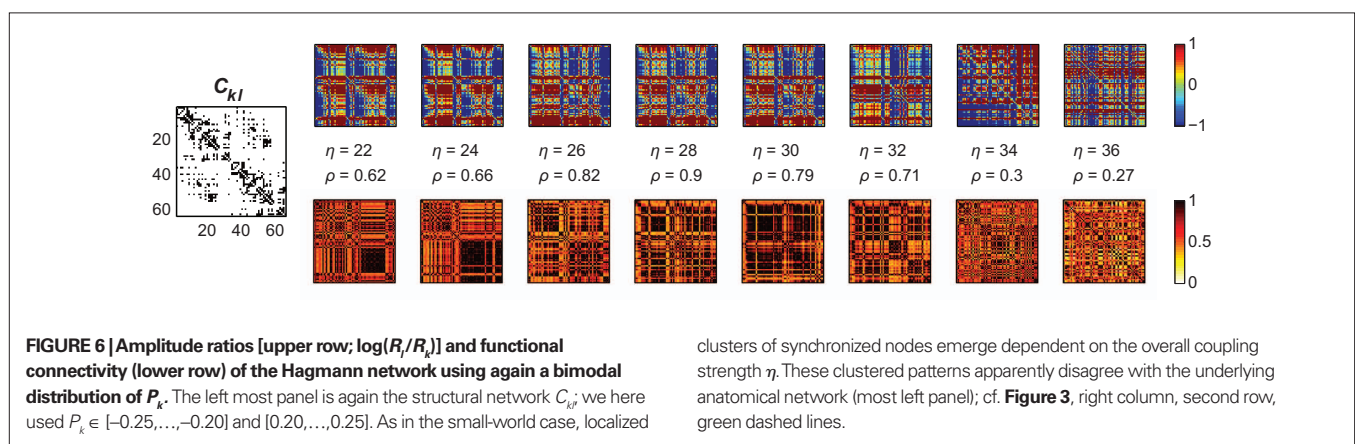 C_kl
20
40
60
20 40 60
1
−1
η = 22 η = 24 η = 26 η = 28 η = 30 η = 32 η = 34 η = 36
ρ = 0.62 ρ = 0.66 ρ = 0.82 ρ = 0.9 ρ = 0.79 ρ = 0.71 ρ = 0.3 ρ = 0.27
1
0.5
0
FIGURE 6 | Amplitude ratios [upper row; log(R_l/R_k)] and functional
connectivity (lower row) of the Hagmann network using again a bimodal
distribution of P_k. The left most panel is again the structural network C_kl; we here
used P_k ∈ [−0.25,…,−0.20] and [0.20,…,0.25]. As in the small-world case, localized
clusters of synchronized nodes emerge dependent on the overall coupling
strength η. These clustered patterns apparently disagree with the underlying
anatomical network (most left panel); cf. Figure 3, right column, second row,
green dashed lines.